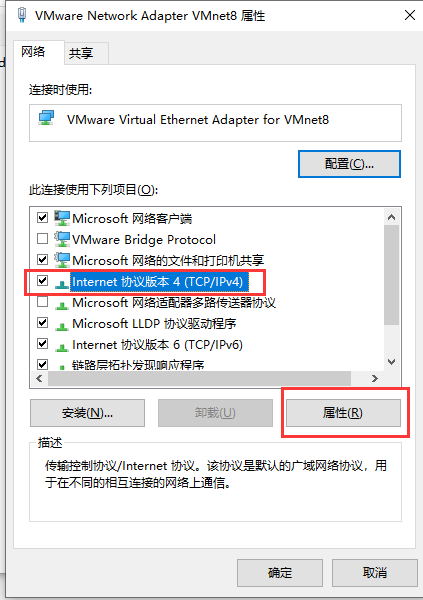 VMware Network Adapter VMnet8 属性
网络
共享
连接时使用:
VMware Virtual Ethernet Adapter for VMnet8
配置(C)...
此连接使用下列项目(O):
Microsoft 网络客户端
VMware Bridge Protocol
Microsoft 网络的文件和打印机共享
Internet 协议版本 4 (TCP/IPv4)
Microsoft 网络适配器多路传送器协议
Microsoft LLDP 协议驱动程序
Internet 协议版本 6 (TCP/IPv6)
链路层拓扑发现响应程序
安装(N)...
卸载(U)
属性(R)
描述
传输控制协议/Internet 协议。该协议是默认的广域网络协议，用
于在不同的相互连接的网络上通信。
确定
取消